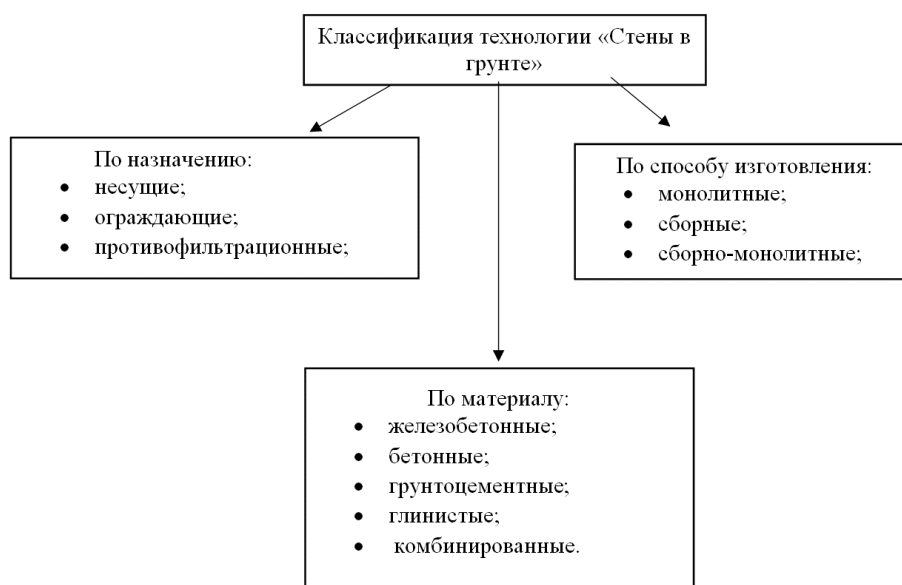 Классификация технологии «Стены в
грунте»
По назначению:
• несущие;
• ограждающие;
• противофильтрационные;
По способу изготовления:
• монолитные;
• сборные;
• сборно-монолитные;
По материалу:
• железобетонные;
• бетонные;
• грунтоцементные;
• глинистые;
• комбинированные.